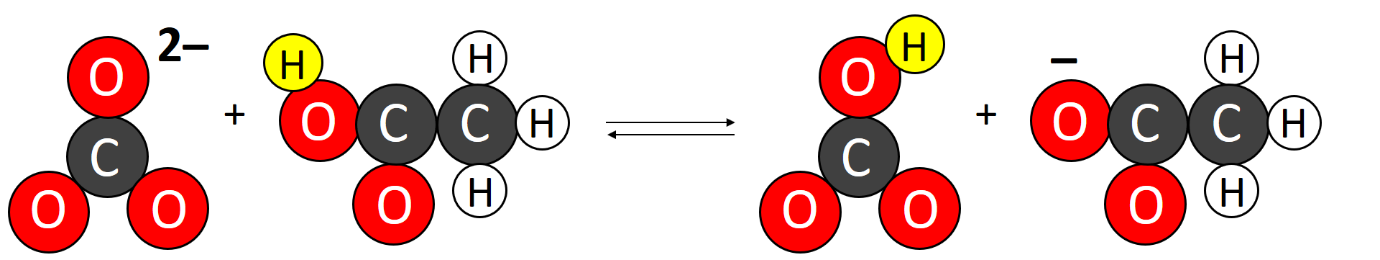 O 2– + H O C C H H H O ⇌ O H + – O C C H H H O
C C
O O O O